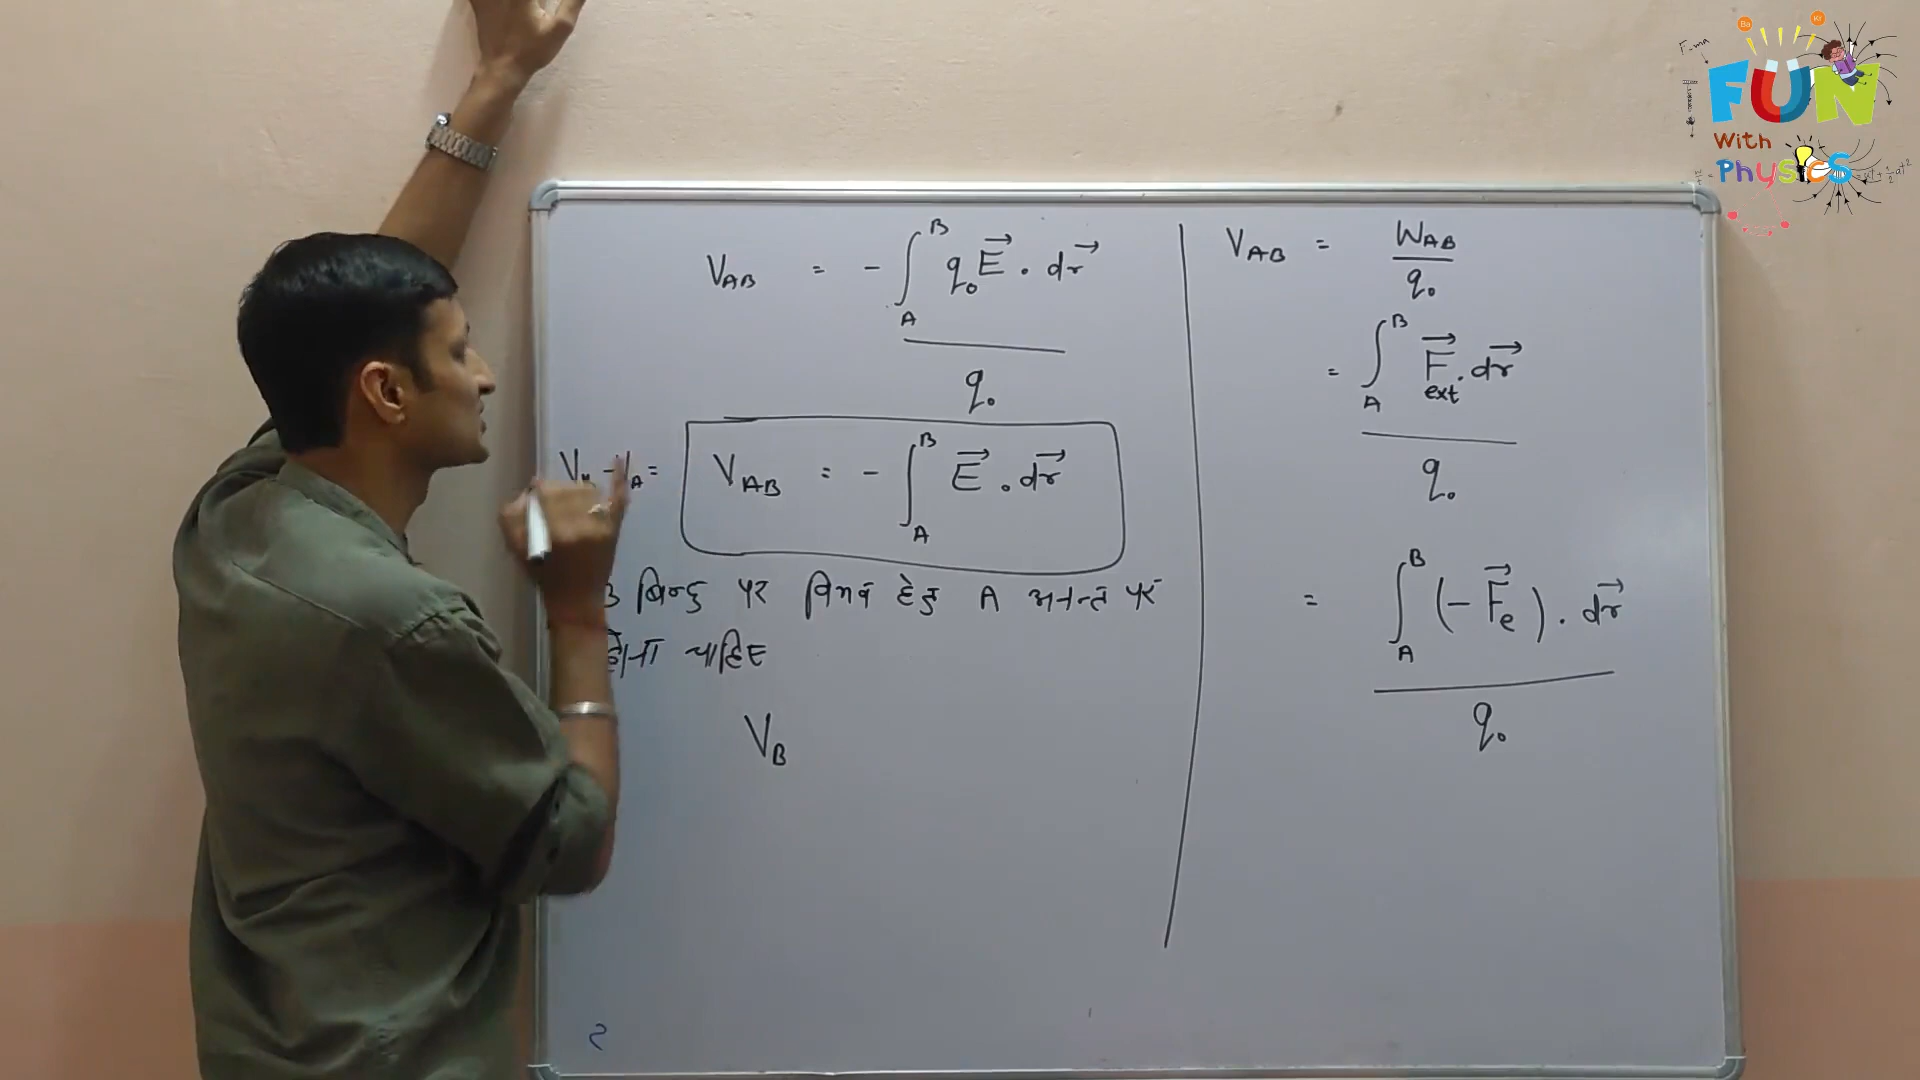 V_AB = - ∫_A^B q₀ E⃗ . dr⃗
q₀
V_B - V_A = V_AB = - ∫_A^B E⃗ . dr⃗
बिन्दु पर विभव हेतु A अनन्त पर
होना चाहिए
V_B
2
V_AB = W_AB
q₀
= ∫_A^B F⃗_ext . dr⃗
q₀
= ∫_A^B (- F⃗_e) . dr⃗
q₀
FUN
With
Physics